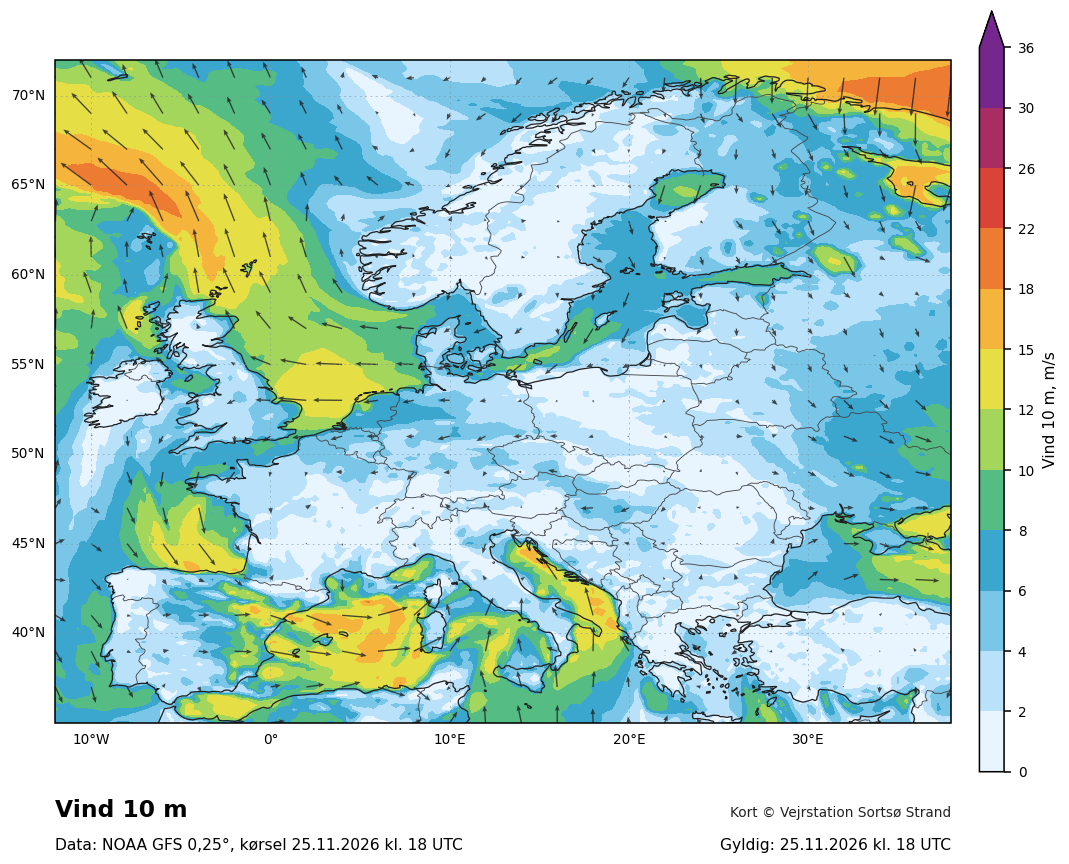 36
30
26
22
18
15
12
10
8
6
4
2
0
Vind 10 m, m/s
70°N
65°N
60°N
55°N
50°N
45°N
40°N
10°W
0°
10°E
20°E
30°E
Vind 10 m
Kort © Vejrstation Sortsø Strand
Data: NOAA GFS 0,25°, kørsel 25.11.2026 kl. 18 UTC
Gyldig: 25.11.2026 kl. 18 UTC